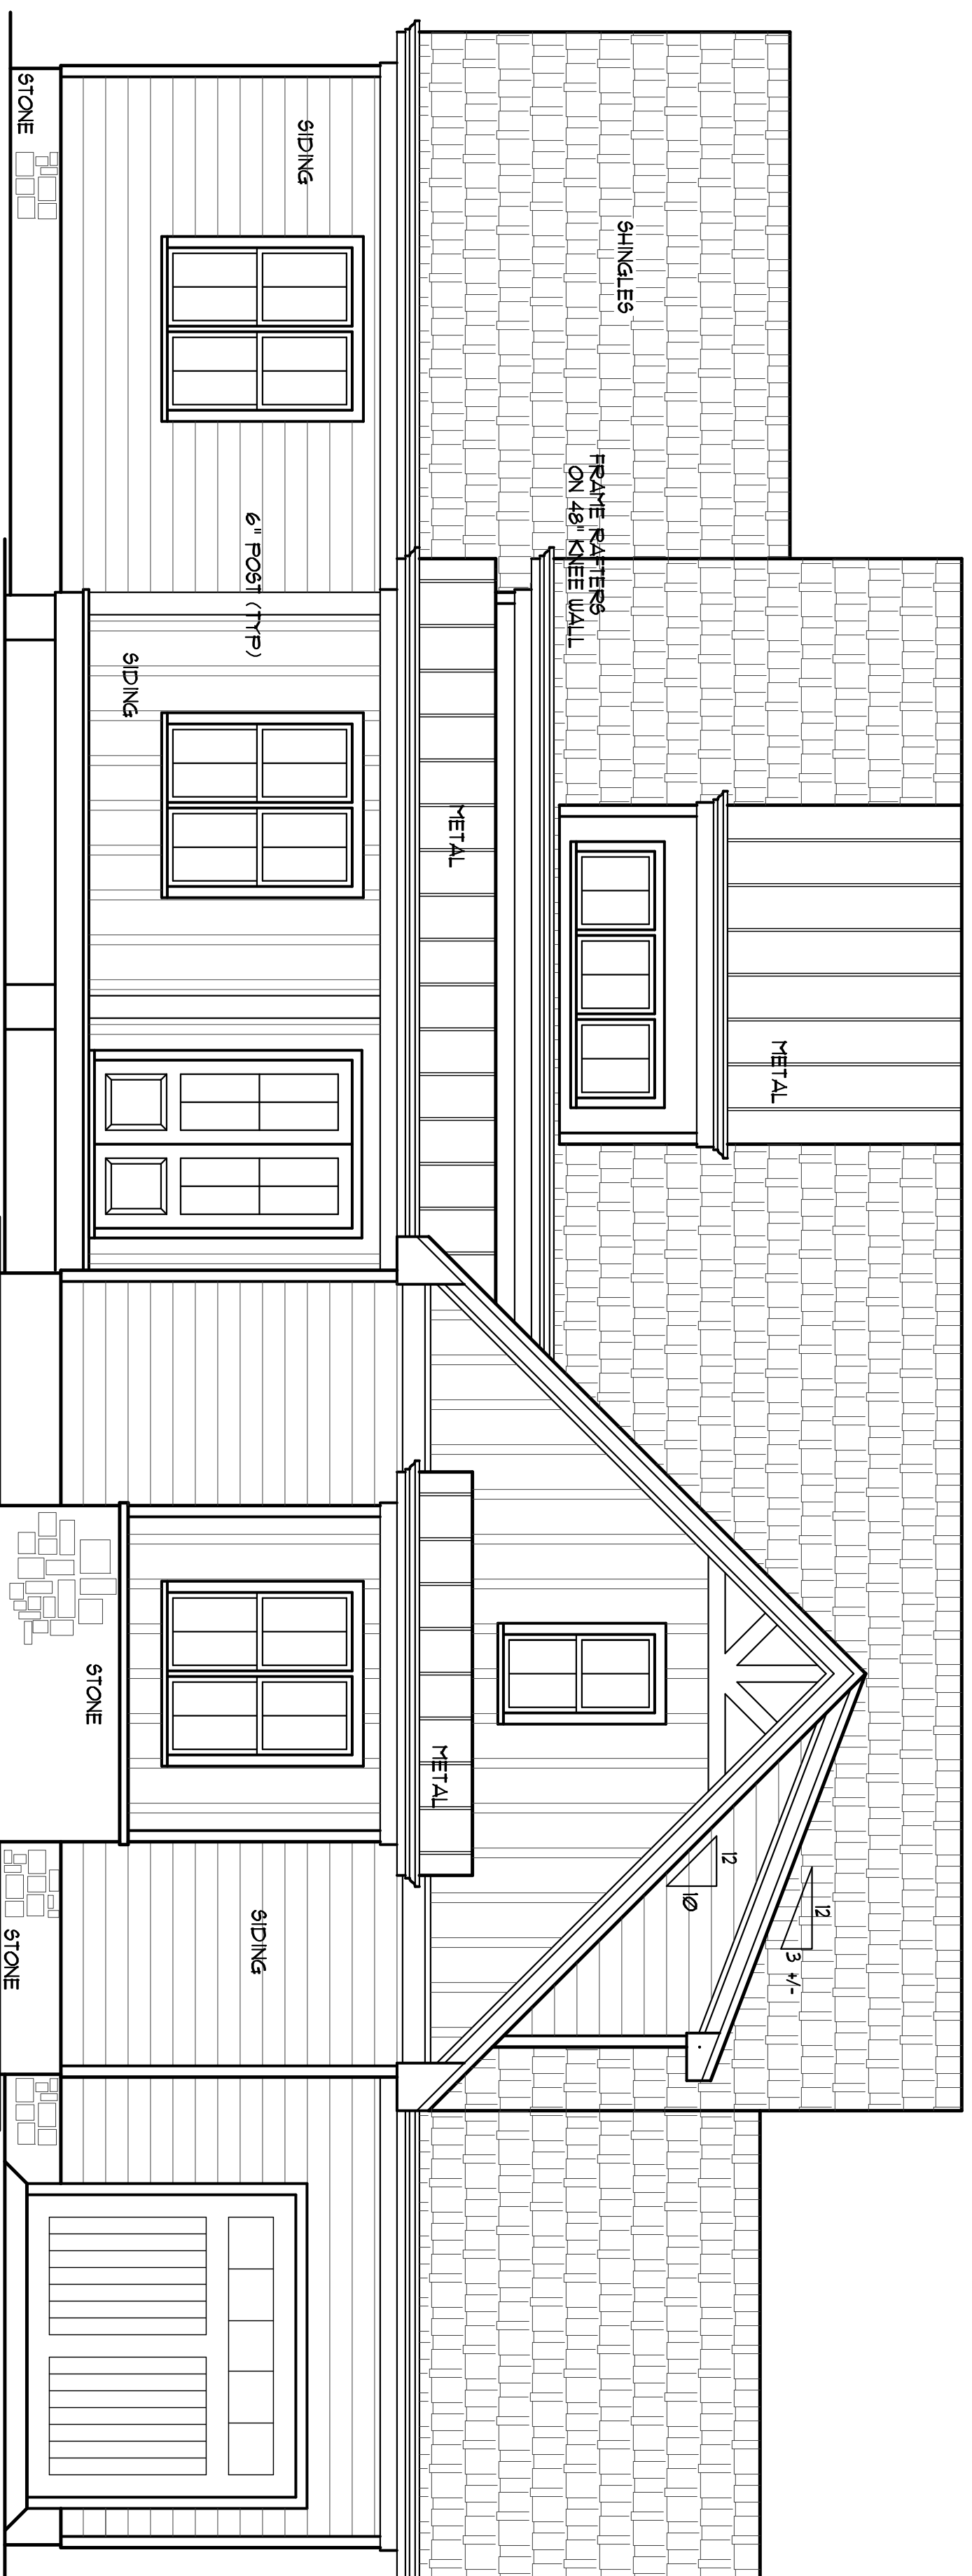 SHINGLES
FRAME RAFTERS
ON 48" KNEE WALL
METAL
12
3 +/-
12
10
METAL
METAL
SIDING
6" POST (TYP)
SIDING
SIDING
STONE
STONE
STONE